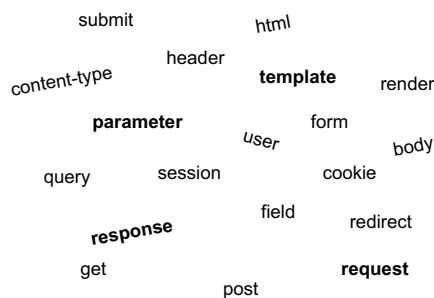 submit
html
header
content-type
template
render
parameter
form
user
body
query
session
cookie
field
redirect
response
get
request
post